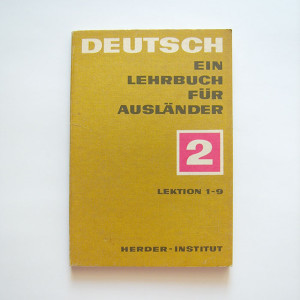 DEUTSCH
EIN
LEHRBUCH
FÜR
AUSLÄNDER
2
LEKTION 1-9
HERDER-INSTITUT